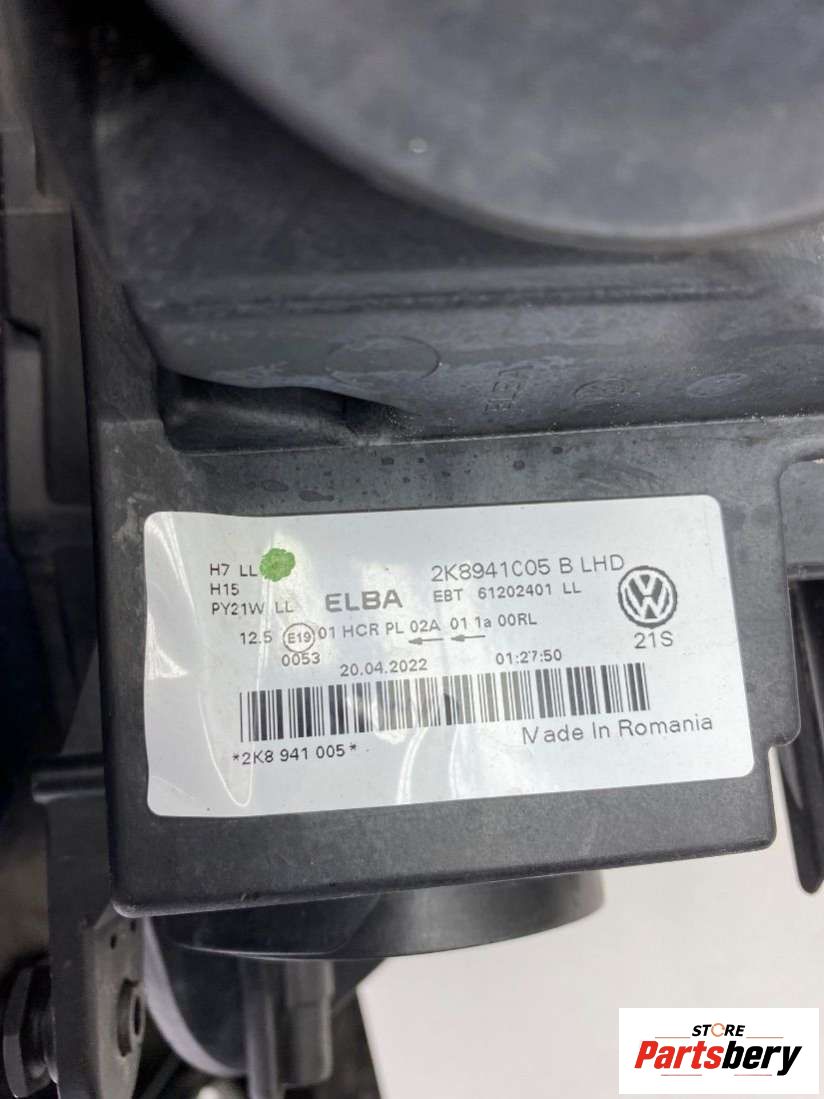 ELBA
H7 LL
H15
PY21W LL
ELBA
2K8941C05 B LHD
EBT 61202401 LL
12.5 E19 01 HCR PL 02A 01 1a 00RL
0053
20.04.2022 01:27:50
21S
*2K8 941 005*
Made In Romania
STORE
Partsbery